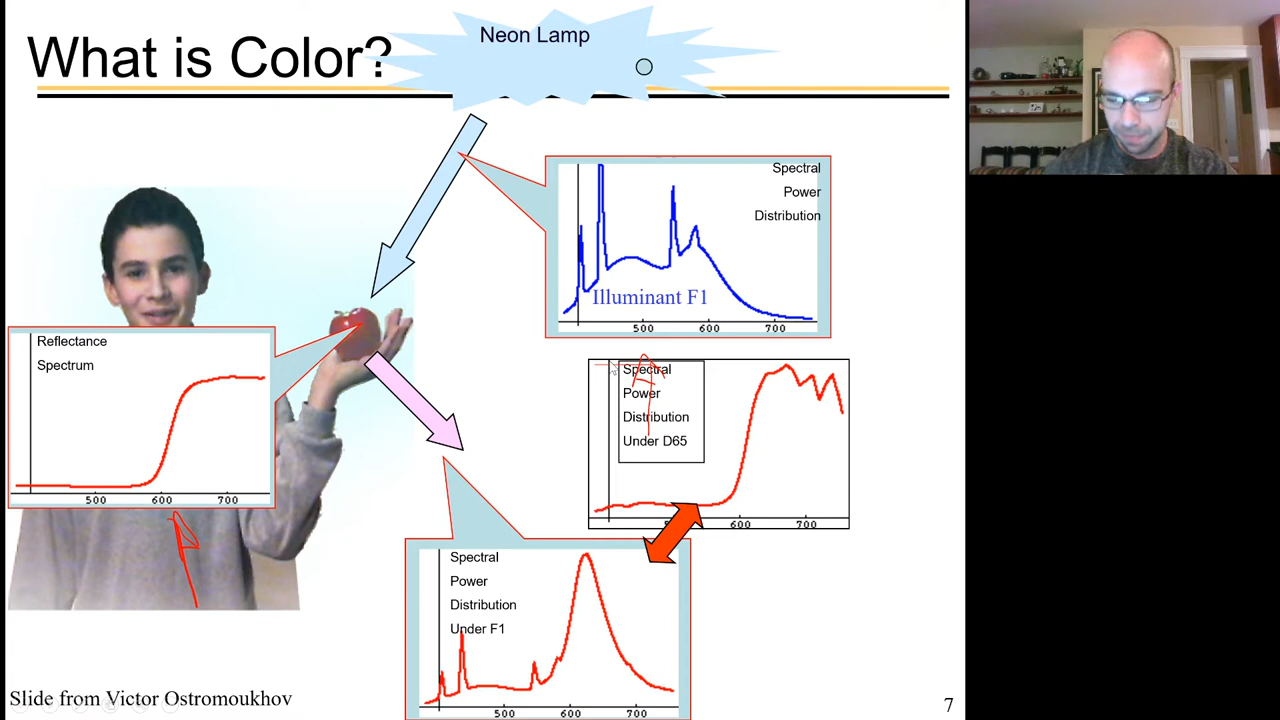 What is Color?
Neon Lamp
Spectral
Power
Distribution
Illuminant F1
500 600 700
Reflectance
Spectrum
500 600 700
Spectral
Power
Distribution
Under D65
600 700
Spectral
Power
Distribution
Under F1
500 600 700
Slide from Victor Ostromoukhov
7